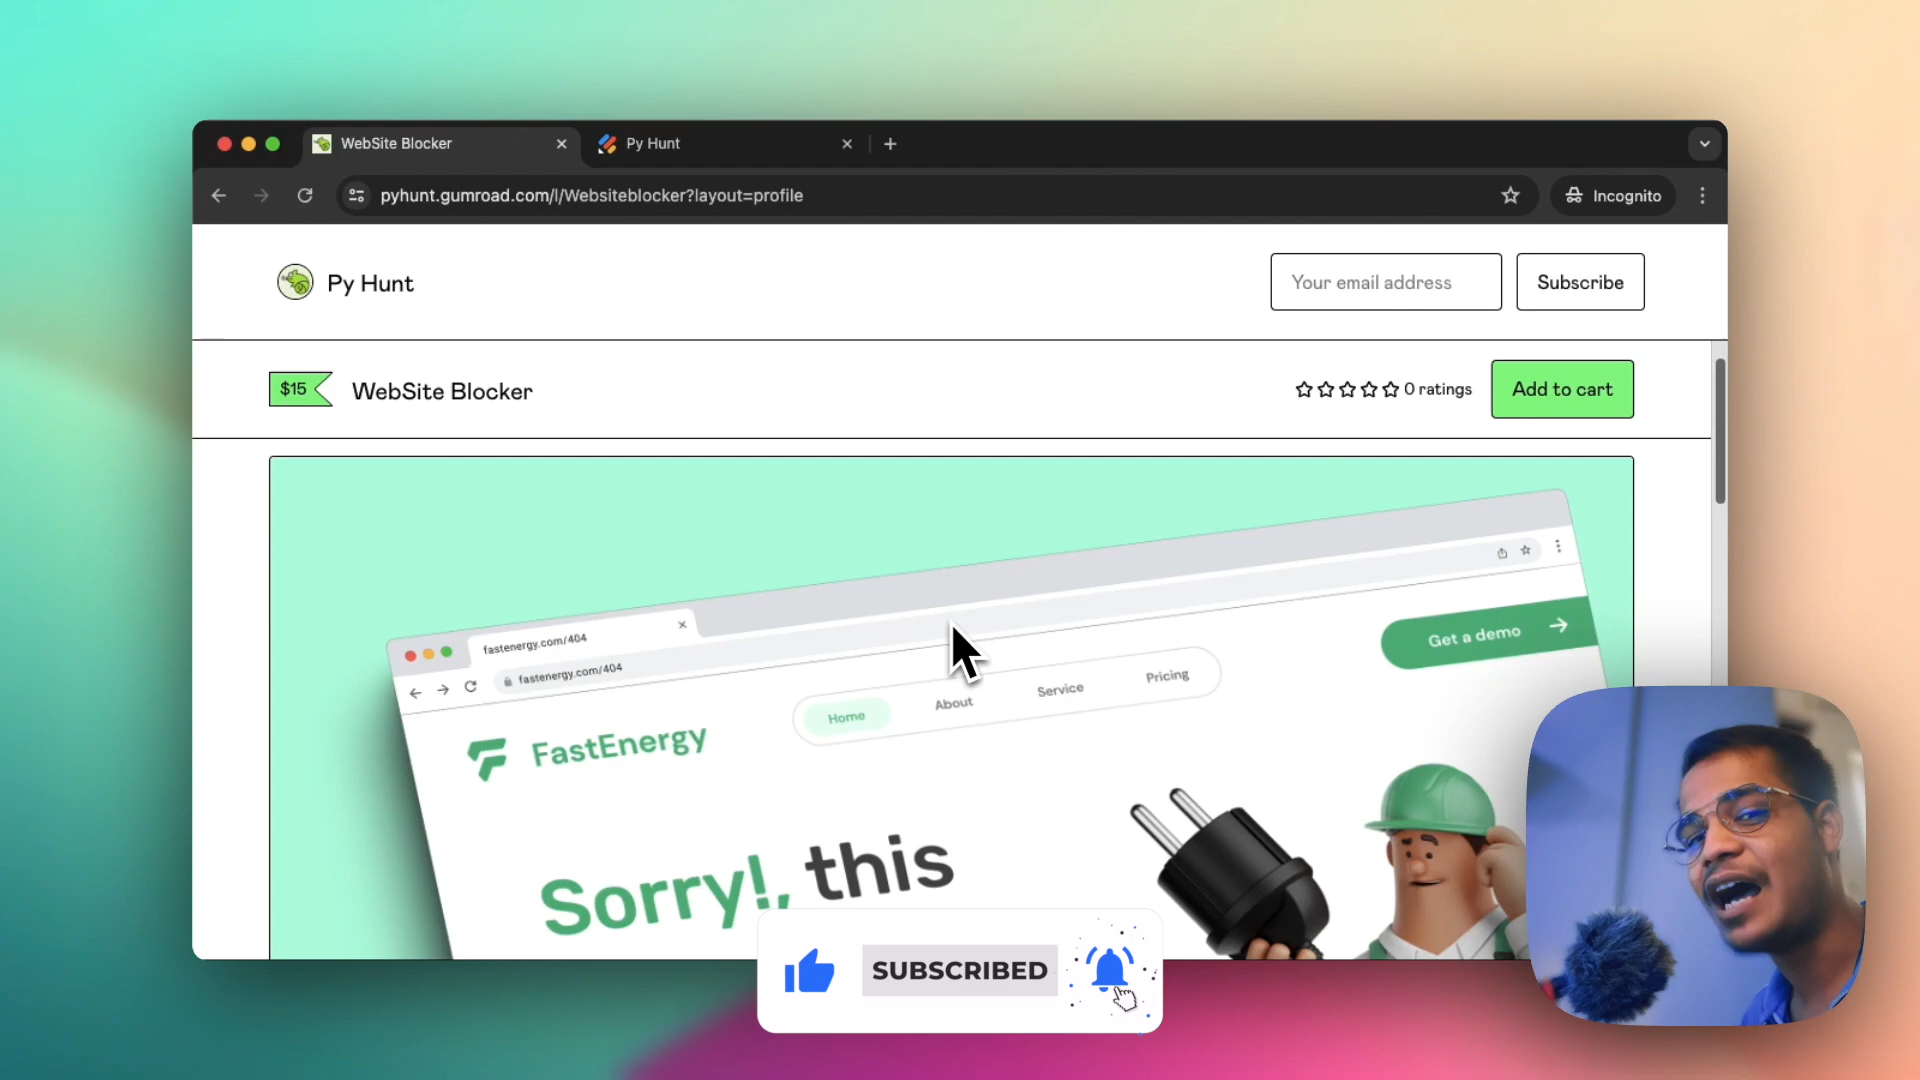 WebSite Blocker
Py Hunt
pyhunt.gumroad.com/l/Websiteblocker?layout=profile
Incognito
Py Hunt
Your email address
Subscribe
$15
WebSite Blocker
0 ratings
Add to cart
fastenergy.com/404
fastenergy.com/404
Get a demo
Home
About
Service
Pricing
FastEnergy
Sorry!, this
SUBSCRIBED